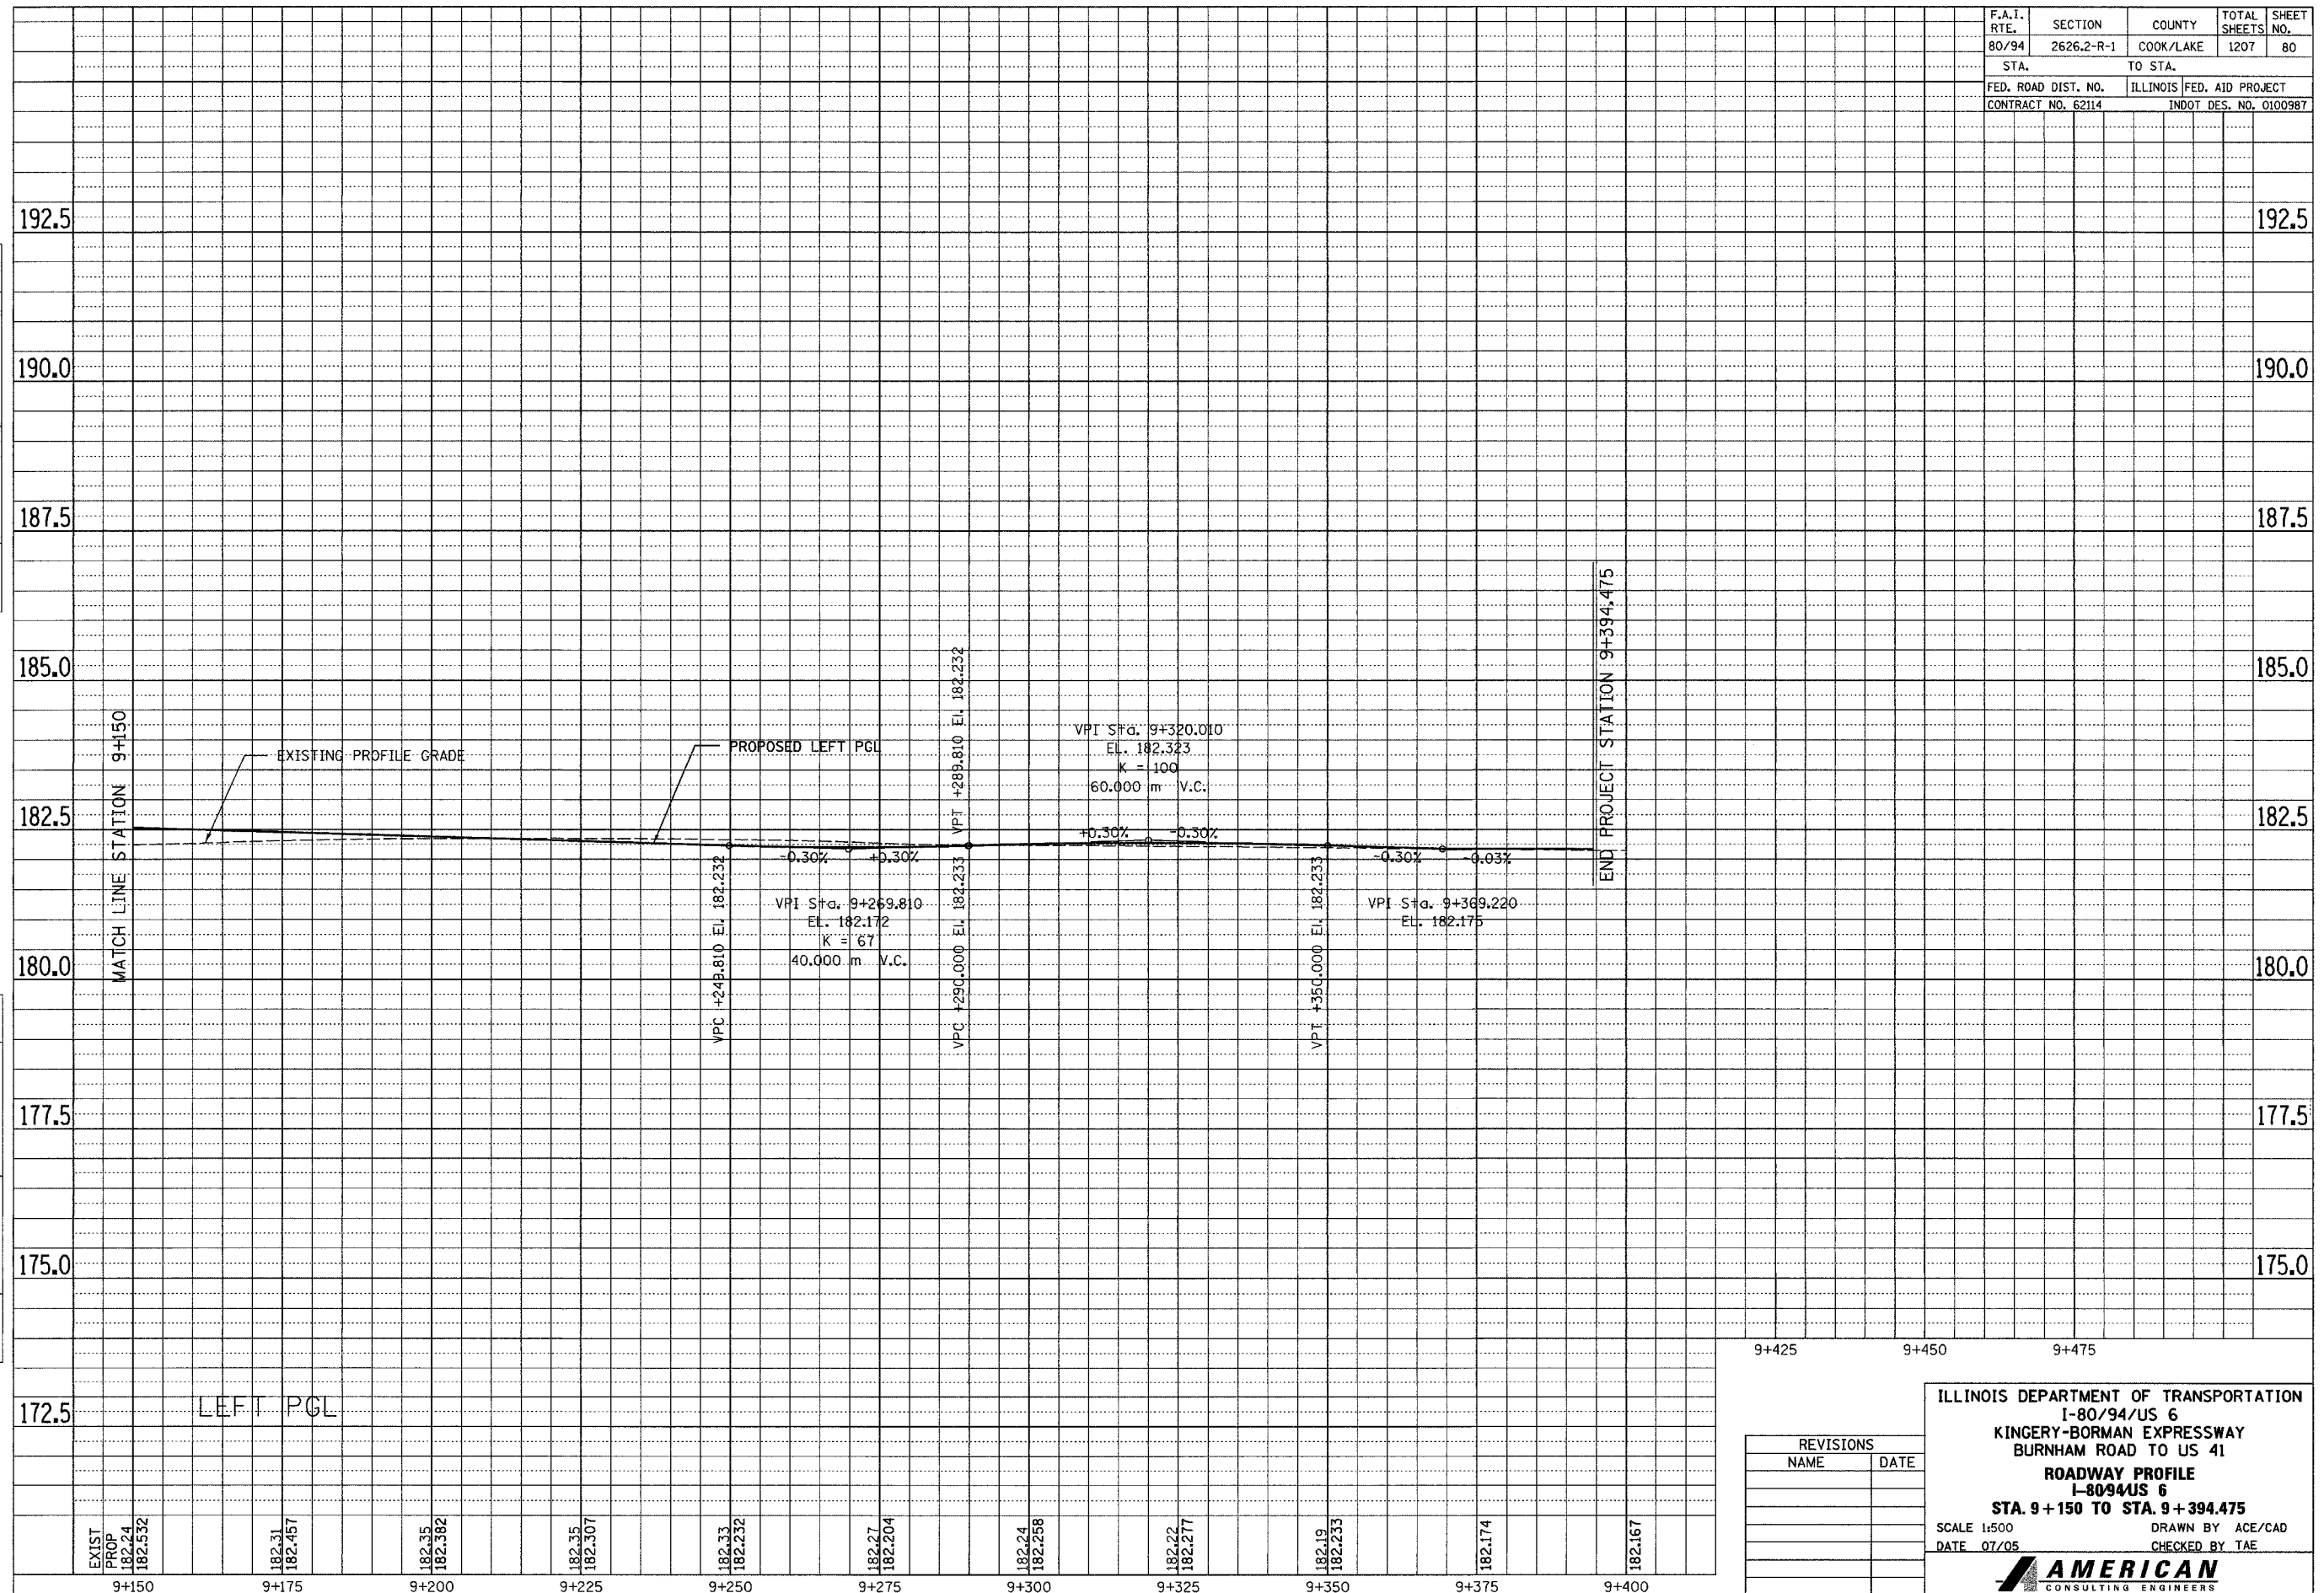 F.A.I. RTE. SECTION COUNTY TOTAL SHEETS SHEET NO.
80/94 2626.2-R-1 COOK/LAKE 1207 80
STA. TO STA.
FED. ROAD DIST. NO. ILLINOIS FED. AID PROJECT
CONTRACT NO. 62114 INDOT DES. NO. 0100987
192.5 192.5
190.0 190.0
187.5 187.5
185.0 185.0
182.5 182.5
180.0 180.0
177.5 177.5
175.0 175.0
172.5
MATCH LINE STATION 9+150
EXISTING PROFILE GRADE
PROPOSED LEFT PGL
VPC +249.810 El. 182.232
-0.30% +0.30%
VPI Sta. 9+269.810
EL. 182.172
K = 67
40.000 m V.C.
VPT +289.810 El. 182.232
VPC +290.000 El. 182.233
VPI Sta. 9+320.010
EL. 182.323
K = 100
60.000 m V.C.
+0.30% -0.30%
VPT +350.000 El. 182.233
-0.30% -0.03%
VPI Sta. 9+369.220
EL. 182.175
END PROJECT STATION 9+394.475
LEFT PGL
EXIST
PROP
182.24
182.532
182.31
182.457
182.35
182.382
182.35
182.307
182.33
182.232
182.27
182.204
182.24
182.258
182.22
182.277
182.19
182.233
182.174
182.167
9+150 9+175 9+200 9+225 9+250 9+275 9+300 9+325 9+350 9+375 9+400
9+425 9+450 9+475
REVISIONS
NAME DATE
ILLINOIS DEPARTMENT OF TRANSPORTATION
I-80/94/US 6
KINGERY-BORMAN EXPRESSWAY
BURNHAM ROAD TO US 41
ROADWAY PROFILE
I-80/94/US 6
STA. 9+150 TO STA. 9+394.475
SCALE 1:500 DRAWN BY ACE/CAD
DATE 07/05 CHECKED BY TAE
AMERICAN
CONSULTING ENGINEERS